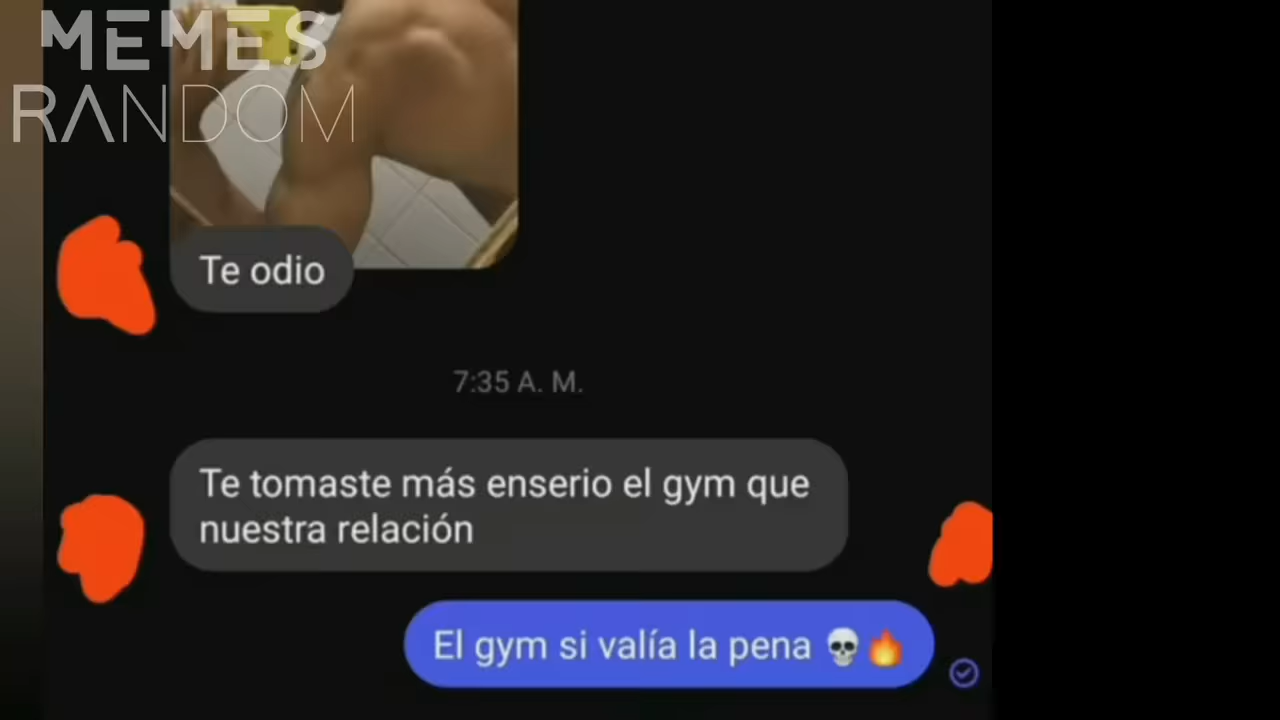 MEMES
RANDOM
Te odio
7:35 A. M.
Te tomaste más enserio el gym que
nuestra relación
El gym si valía la pena 💀🔥